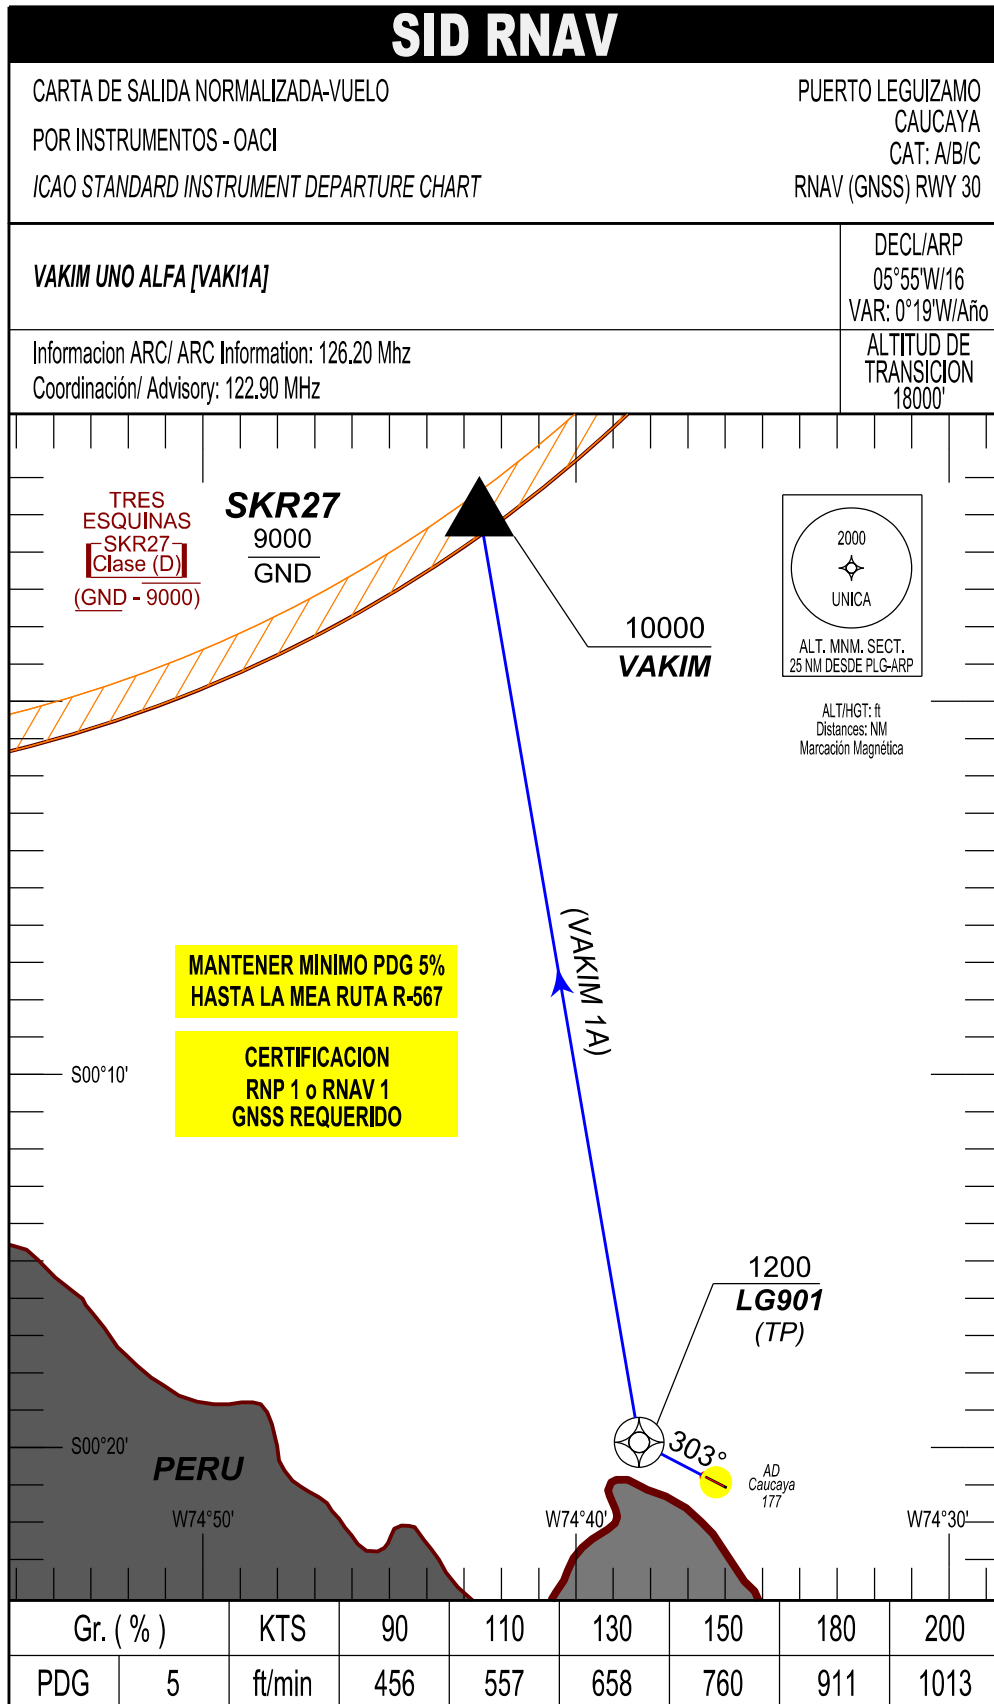 SID RNAV
CARTA DE SALIDA NORMALIZADA-VUELO
POR INSTRUMENTOS - OACI
ICAO STANDARD INSTRUMENT DEPARTURE CHART
PUERTO LEGUIZAMO
CAUCAYA
CAT: A/B/C
RNAV (GNSS) RWY 30
VAKIM UNO ALFA [VAKI1A]
DECL/ARP
05°55'W/16
VAR: 0°19'W/Año
Informacion ARC/ ARC Information: 126.20 Mhz
Coordinación/ Advisory: 122.90 MHz
ALTITUD DE
TRANSICION
18000'
TRES
ESQUINAS
SKR27
Clase (D)
(GND - 9000)
SKR27
9000
GND
2000
UNICA
ALT. MNM. SECT.
25 NM DESDE PLG-ARP
10000
VAKIM
ALT/HGT: ft
Distances: NM
Marcación Magnética
(VAKIM 1A)
MANTENER MINIMO PDG 5%
HASTA LA MEA RUTA R-567
CERTIFICACION
RNP 1 o RNAV 1
GNSS REQUERIDO
S00°10'
1200
LG901
(TP)
S00°20'
PERU
303°
AD
Caucaya
177
W74°50'
W74°40'
W74°30'
Gr. ( % ) KTS 90 110 130 150 180 200
PDG 5 ft/min 456 557 658 760 911 1013